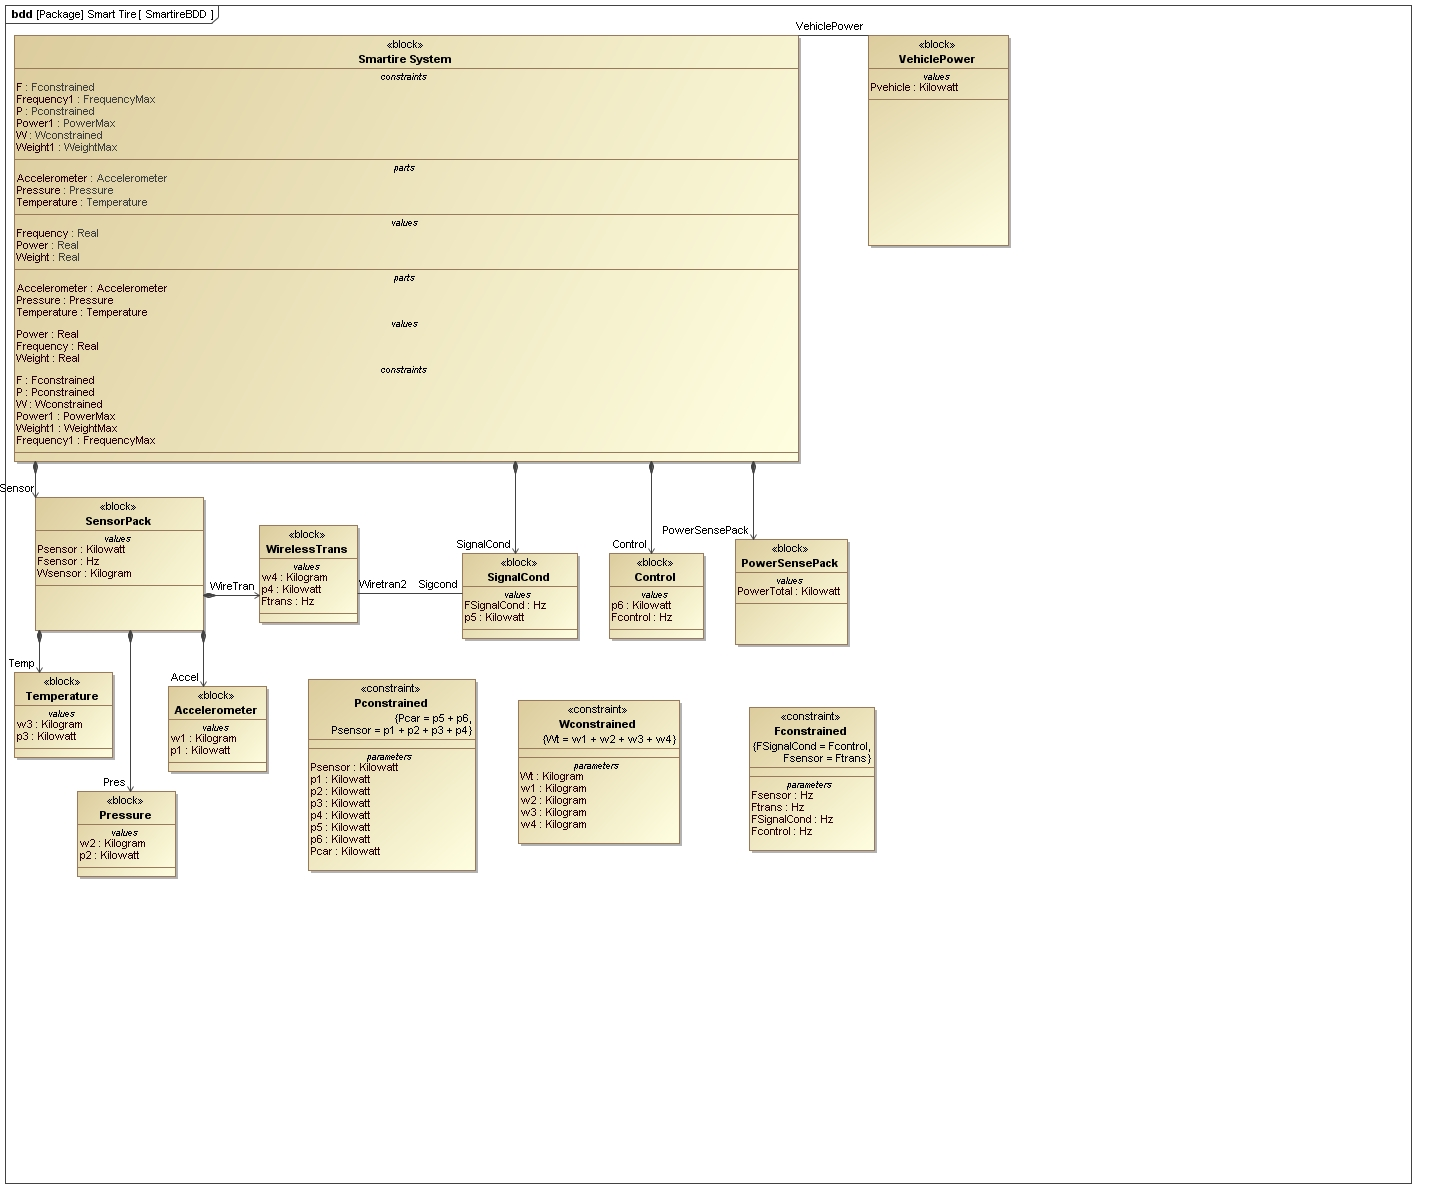 bdd [Package] Smart Tire [ SmartireBDD ]
VehiclePower
«block»
Smartire System
constraints
F : Fconstrained
Frequency1 : FrequencyMax
P : Pconstrained
Power1 : PowerMax
W : Wconstrained
Weight1 : WeightMax
parts
Accelerometer : Accelerometer
Pressure : Pressure
Temperature : Temperature
values
Frequency : Real
Power : Real
Weight : Real
parts
Accelerometer : Accelerometer
Pressure : Pressure
Temperature : Temperature
values
Power : Real
Frequency : Real
Weight : Real
constraints
F : Fconstrained
P : Pconstrained
W : Wconstrained
Power1 : PowerMax
Weight1 : WeightMax
Frequency1 : FrequencyMax
«block»
VehiclePower
values
Pvehicle : Kilowatt
Sensor
«block»
SensorPack
values
Psensor : Kilowatt
Fsensor : Hz
Wsensor : Kilogram
WireTran
«block»
WirelessTrans
values
w4 : Kilogram
p4 : Kilowatt
Ftrans : Hz
Wiretran2
Sigcond
SignalCond
«block»
SignalCond
values
FSignalCond : Hz
p5 : Kilowatt
Control
«block»
Control
values
p6 : Kilowatt
Fcontrol : Hz
PowerSensePack
«block»
PowerSensePack
values
PowerTotal : Kilowatt
Temp
«block»
Temperature
values
w3 : Kilogram
p3 : Kilowatt
Accel
«block»
Accelerometer
values
w1 : Kilogram
p1 : Kilowatt
Pres
«block»
Pressure
values
w2 : Kilogram
p2 : Kilowatt
«constraint»
Pconstrained
{Pcar = p5 + p6,
Psensor = p1 + p2 + p3 + p4}
parameters
Psensor : Kilowatt
p1 : Kilowatt
p2 : Kilowatt
p3 : Kilowatt
p4 : Kilowatt
p5 : Kilowatt
p6 : Kilowatt
Pcar : Kilowatt
«constraint»
Wconstrained
{Wt = w1 + w2 + w3 + w4}
parameters
Wt : Kilogram
w1 : Kilogram
w2 : Kilogram
w3 : Kilogram
w4 : Kilogram
«constraint»
Fconstrained
{FSignalCond = Fcontrol,
Fsensor = Ftrans}
parameters
Fsensor : Hz
Ftrans : Hz
FSignalCond : Hz
Fcontrol : Hz